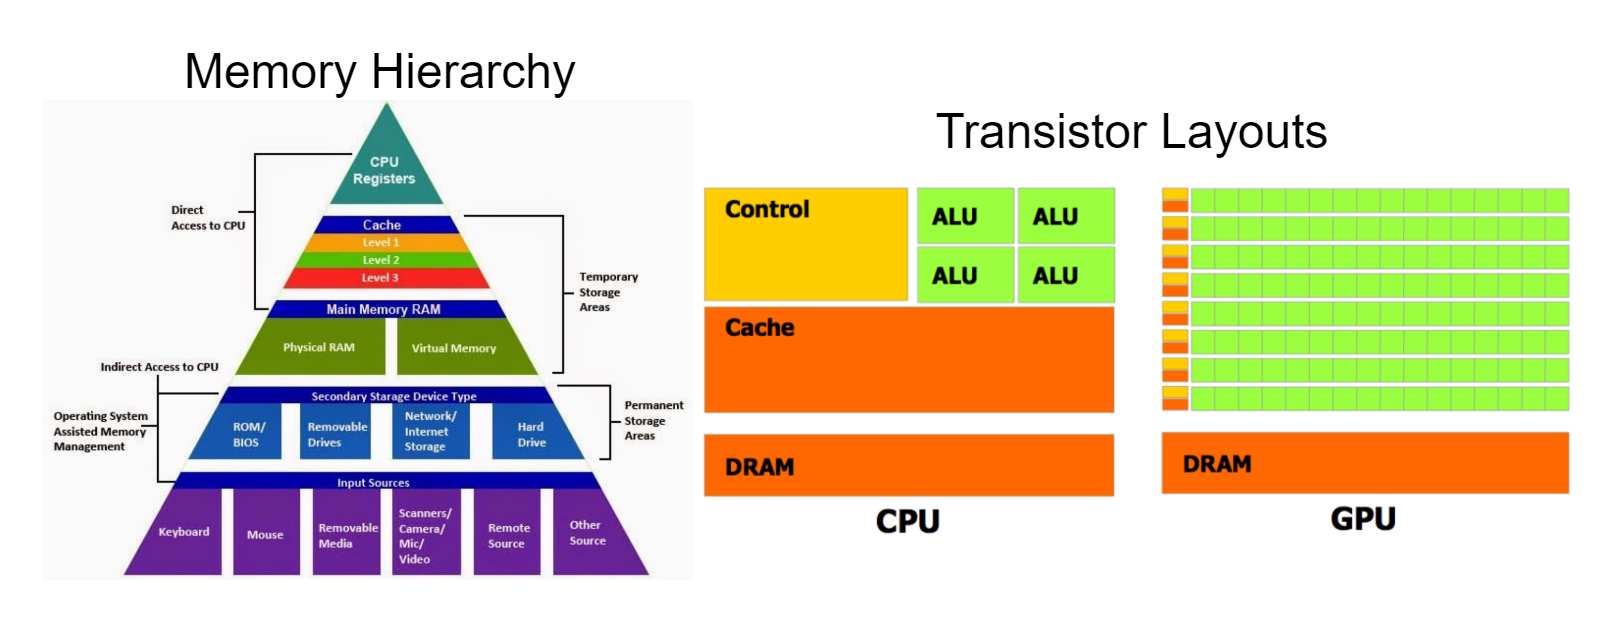 Memory Hierarchy
CPU
Registers
Direct
Access to CPU
Cache
Level 1
Level 2
Level 3
Temporary
Storage
Areas
Main Memory RAM
Physical RAM
Virtual Memory
Indirect Access to CPU
Secondary Starage Device Type
Operating System
Assisted Memory
Management
ROM/
BIOS
Removable
Drives
Network/
Internet
Storage
Hard
Drive
Permanent
Storage
Areas
Input Sources
Keyboard
Mouse
Removable
Media
Scanners/
Camera/
Mic/
Video
Remote
Source
Other
Source
Transistor Layouts
Control
ALU
ALU
ALU
ALU
Cache
DRAM
CPU
DRAM
GPU